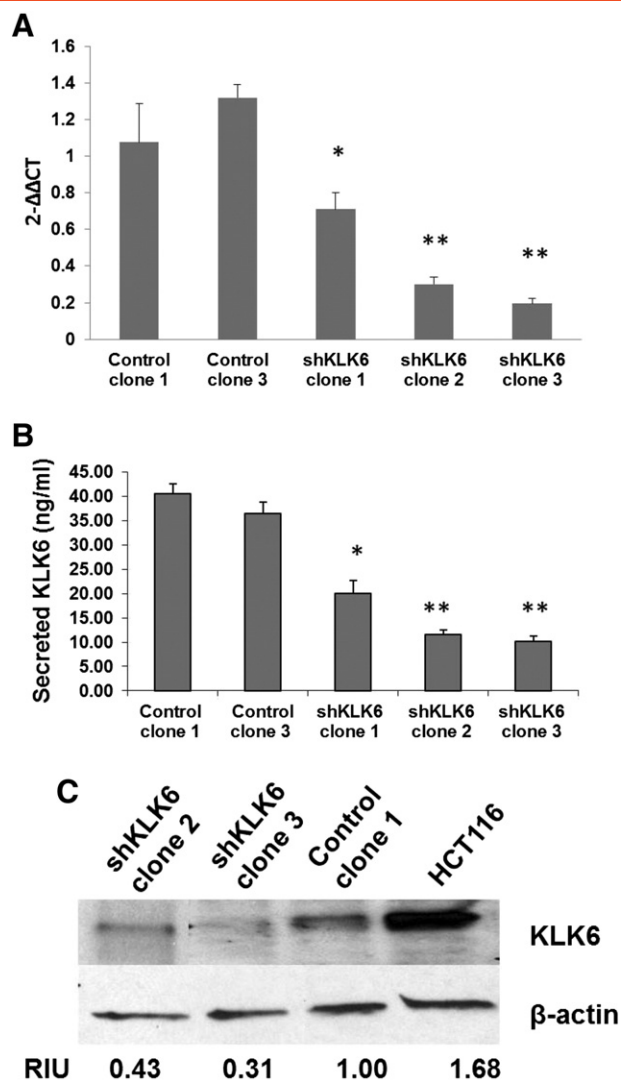 A
1.6
1.4
1.2
1
0.8
0.6
0.4
0.2
0
2-ΔΔCT
*
**
**
Control clone 1
Control clone 3
shKLK6 clone 1
shKLK6 clone 2
shKLK6 clone 3
B
45.00
40.00
35.00
30.00
25.00
20.00
15.00
10.00
5.00
0.00
Secreted KLK6 (ng/ml)
*
**
**
Control clone 1
Control clone 3
shKLK6 clone 1
shKLK6 clone 2
shKLK6 clone 3
C
shKLK6 clone 2
shKLK6 clone 3
Control clone 1
HCT116
KLK6
β-actin
RIU 0.43 0.31 1.00 1.68